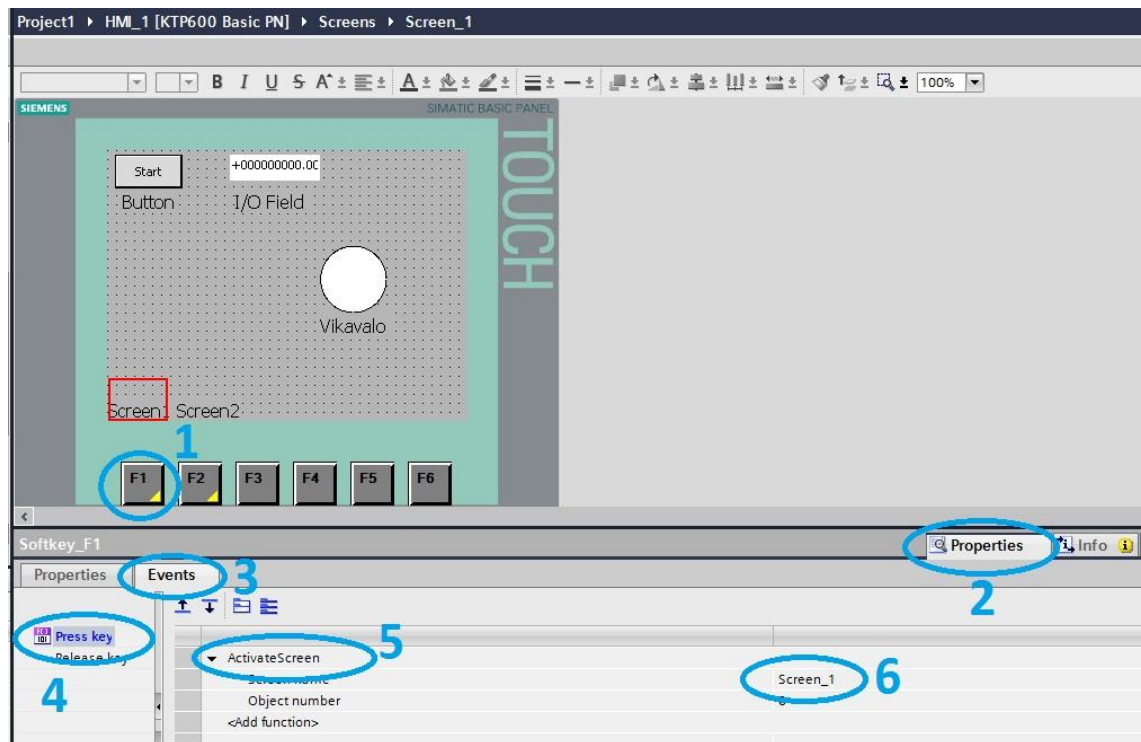 Project1 ▸ HMI_1 [KTP600 Basic PN] ▸ Screens ▸ Screen_1
B I U S A A 100%
SIEMENS SIMATIC BASIC PANEL
TOUCH
Start +000000000.00
Button I/O Field
Vikavalo
Screen1 Screen2
1
F1 F2 F3 F4 F5 F6
Softkey_F1 Properties Info
2
Properties Events 3
Press key
Release key
4
ActivateScreen 5
Screen name Screen_1 6
Object number
<Add function>